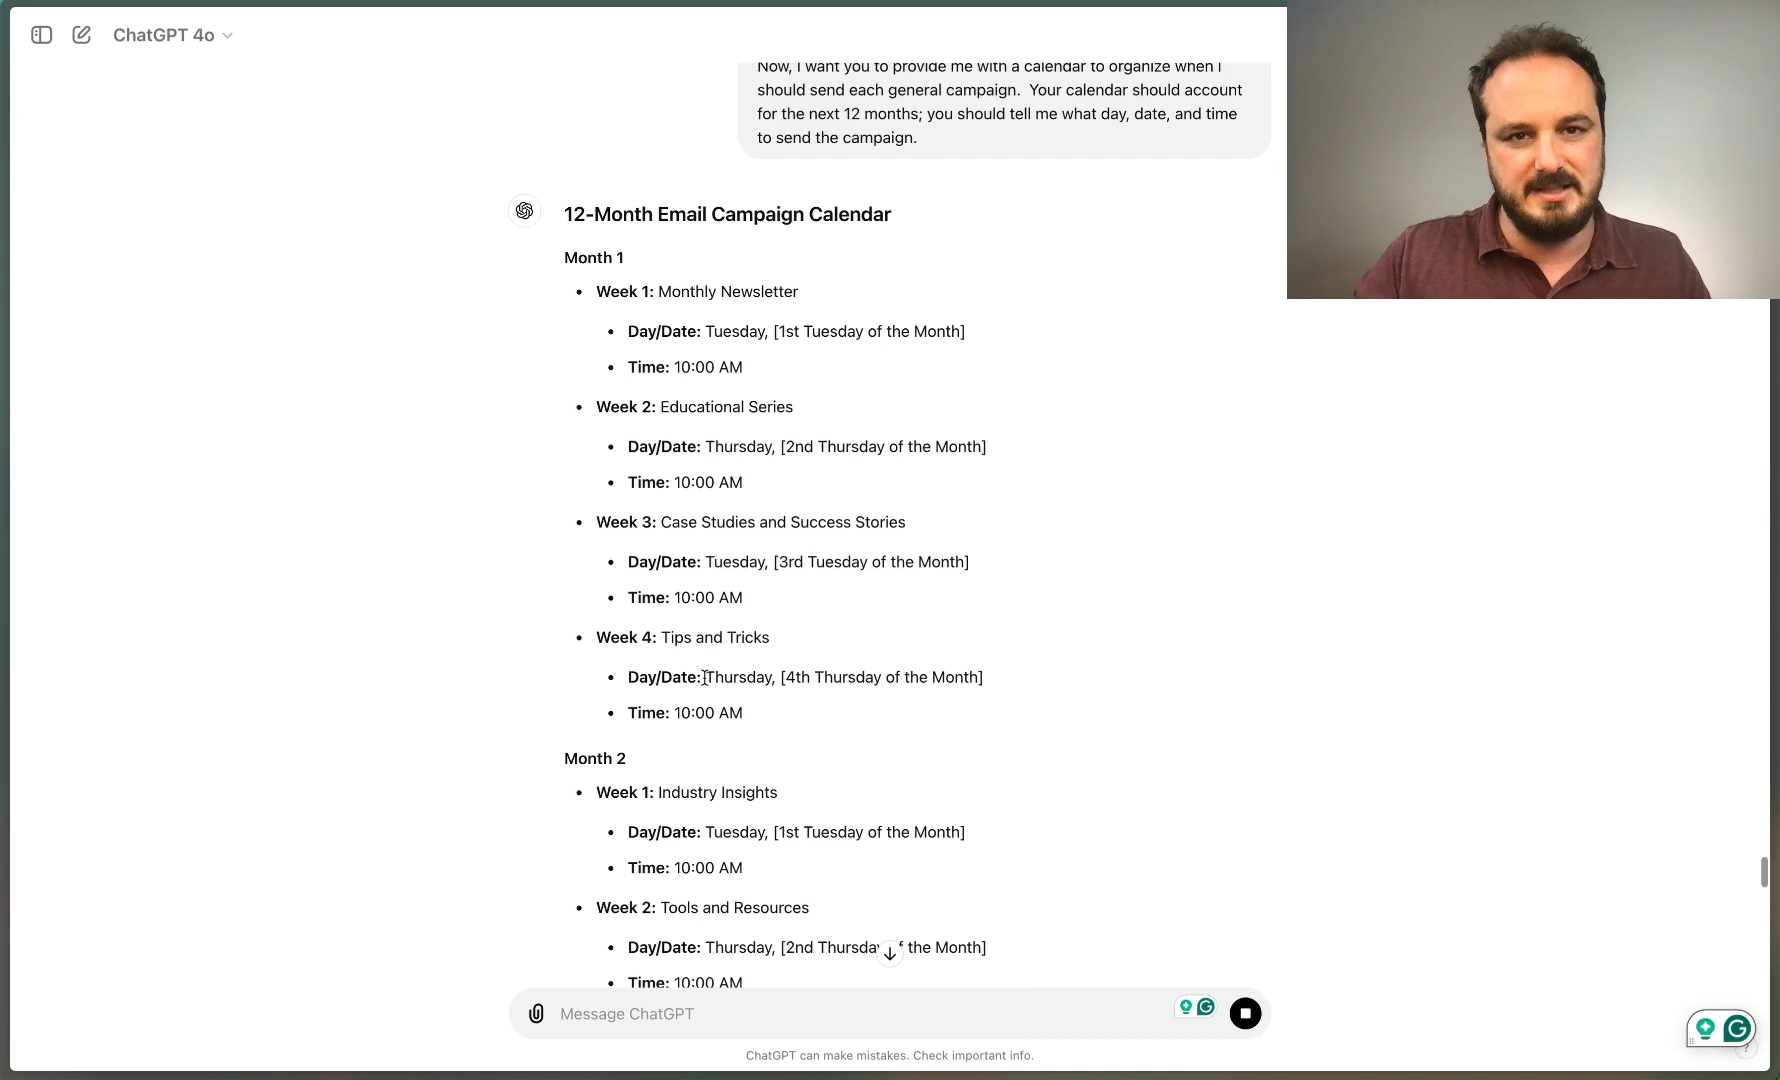 ChatGPT 4o
Now, I want you to provide me with a calendar to organize when I
should send each general campaign.  Your calendar should account
for the next 12 months; you should tell me what day, date, and time
to send the campaign.
12-Month Email Campaign Calendar
Month 1
Week 1: Monthly Newsletter
Day/Date: Tuesday, [1st Tuesday of the Month]
Time: 10:00 AM
Week 2: Educational Series
Day/Date: Thursday, [2nd Thursday of the Month]
Time: 10:00 AM
Week 3: Case Studies and Success Stories
Day/Date: Tuesday, [3rd Tuesday of the Month]
Time: 10:00 AM
Week 4: Tips and Tricks
Day/Date: Thursday, [4th Thursday of the Month]
Time: 10:00 AM
Month 2
Week 1: Industry Insights
Day/Date: Tuesday, [1st Tuesday of the Month]
Time: 10:00 AM
Week 2: Tools and Resources
Day/Date: Thursday, [2nd Thursday of the Month]
Time: 10:00 AM
Message ChatGPT
ChatGPT can make mistakes. Check important info.